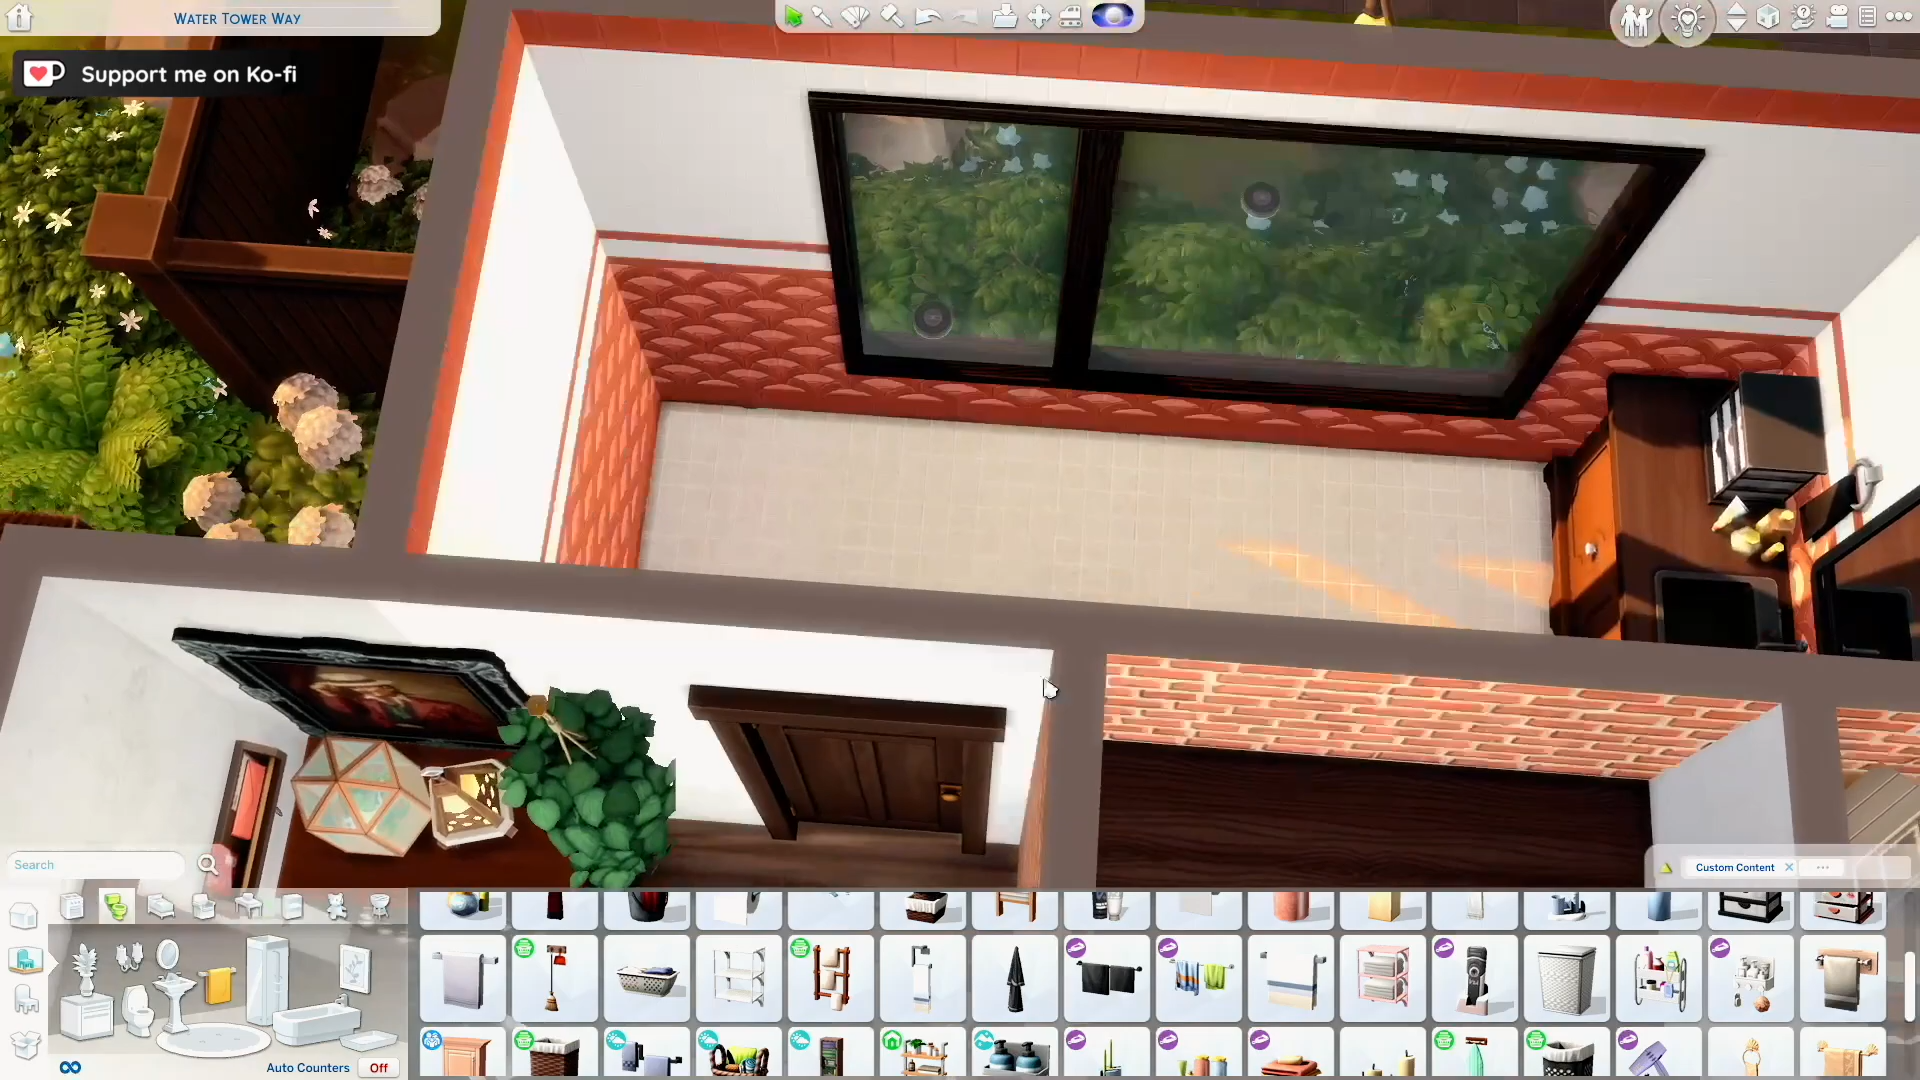 Water Tower Way
Support me on Ko-fi
Search
Custom Content
Auto Counters Off